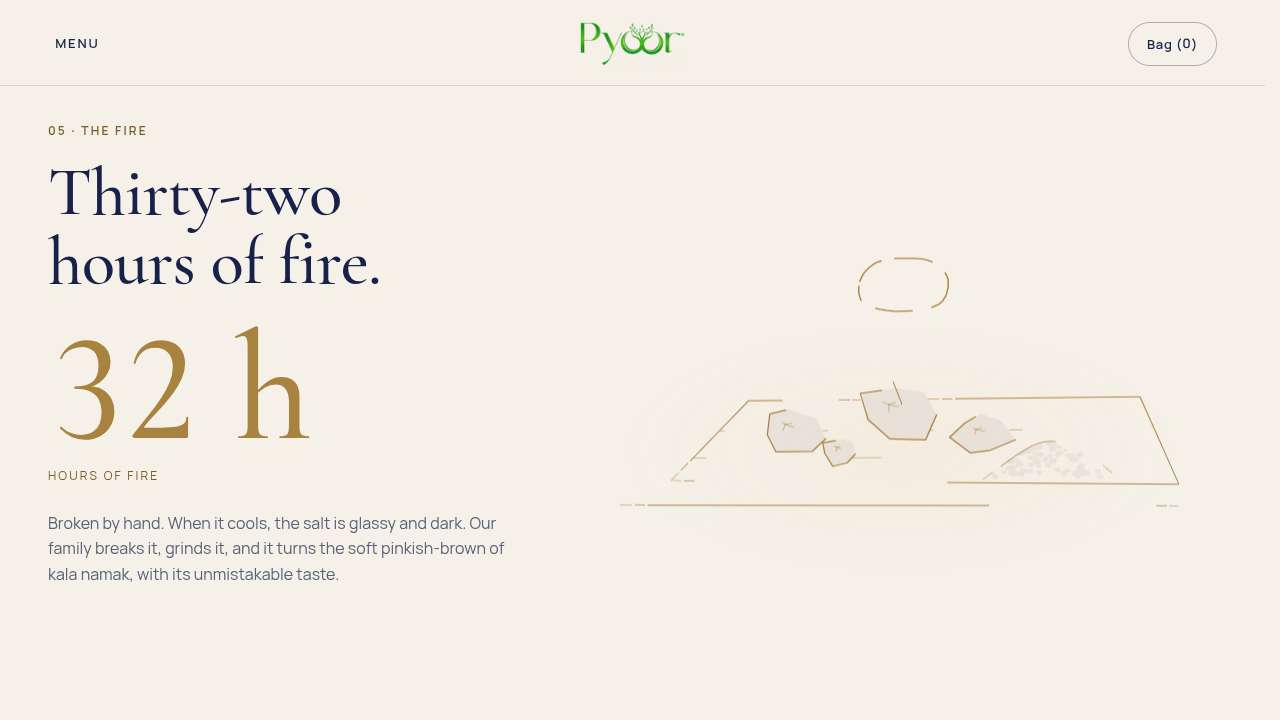 MENU
Pyoor
Bag (0)
05 · THE FIRE
Thirty-two
hours of fire.
32 h
HOURS OF FIRE
Broken by hand. When it cools, the salt is glassy and dark. Our
family breaks it, grinds it, and it turns the soft pinkish-brown of
kala namak, with its unmistakable taste.